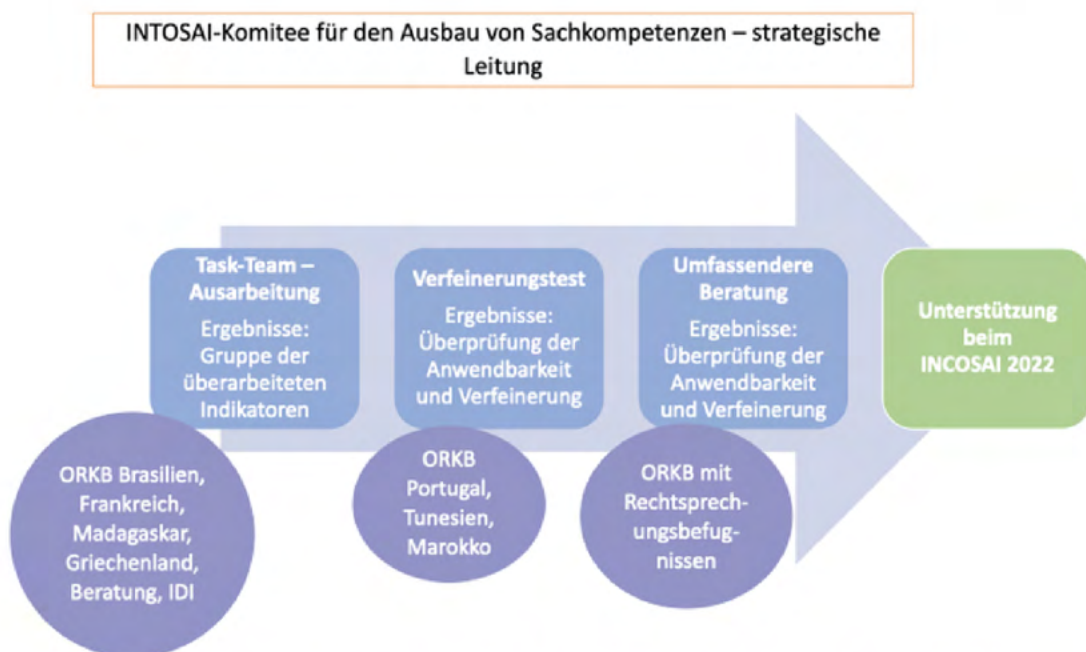 INTOSAI-Komitee für den Ausbau von Sachkompetenzen – strategische
Leitung
Task-Team –
Ausarbeitung
Ergebnisse:
Gruppe der
überarbeiteten
Indikatoren
Verfeinerungstest
Ergebnisse:
Überprüfung der
Anwendbarkeit
und Verfeinerung
Umfassendere
Beratung
Ergebnisse:
Überprüfung der
Anwendbarkeit
und Verfeinerung
Unterstützung
beim
INCOSAI 2022
ORKB Brasilien,
Frankreich,
Madagaskar,
Griechenland,
Beratung, IDI
ORKB
Portugal,
Tunesien,
Marokko
ORKB mit
Rechtsprech-
ungsbefug-
nissen